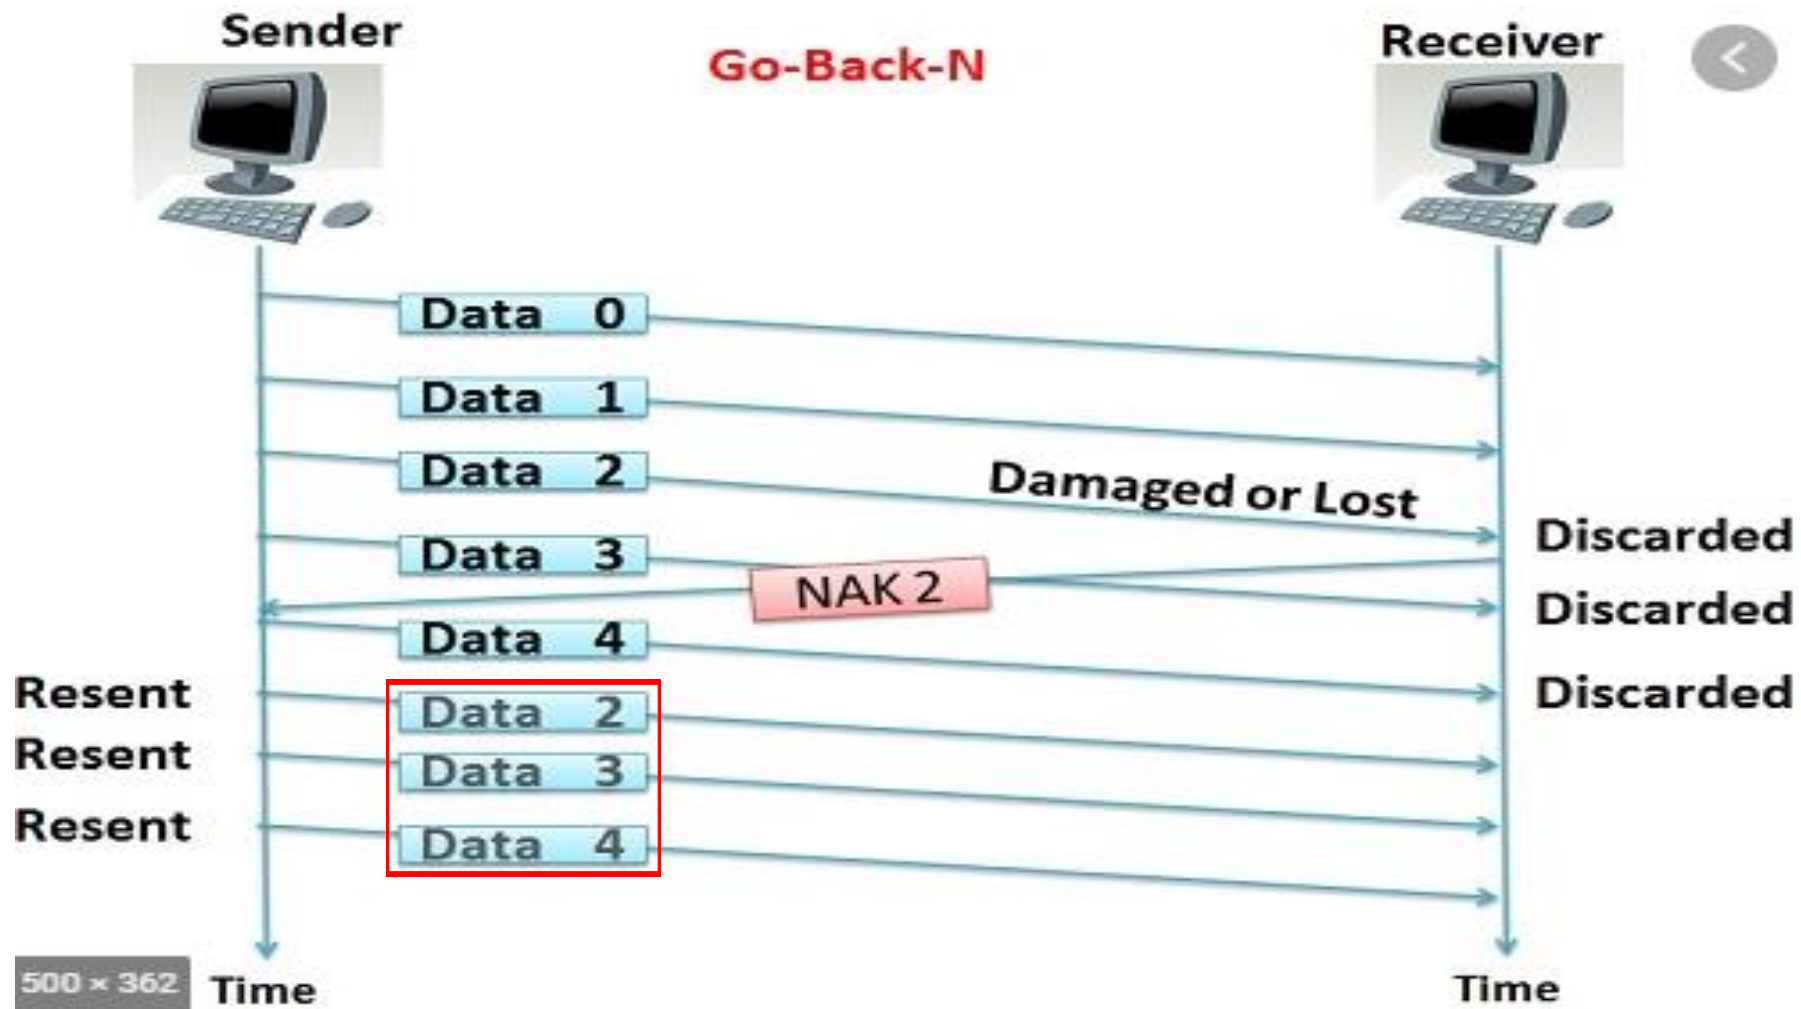 Sender
Go-Back-N
Receiver
Data 0
Data 1
Data 2
Damaged or Lost
Discarded
Data 3
NAK 2
Discarded
Data 4
Discarded
Resent
Data 2
Resent
Data 3
Resent
Data 4
500 × 362
Time
Time